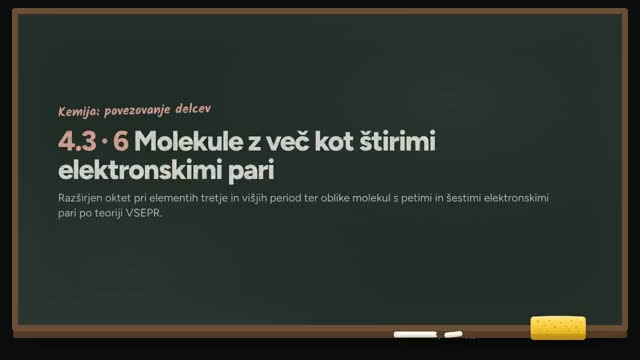 Kemija: povezovanje delcev
4.3 · 6 Molekule z več kot štirimi
elektronskimi pari
Razširjen oktet pri elementih tretje in višjih period ter oblike molekul s petimi in šestimi elektronskimi
pari po teoriji VSEPR.